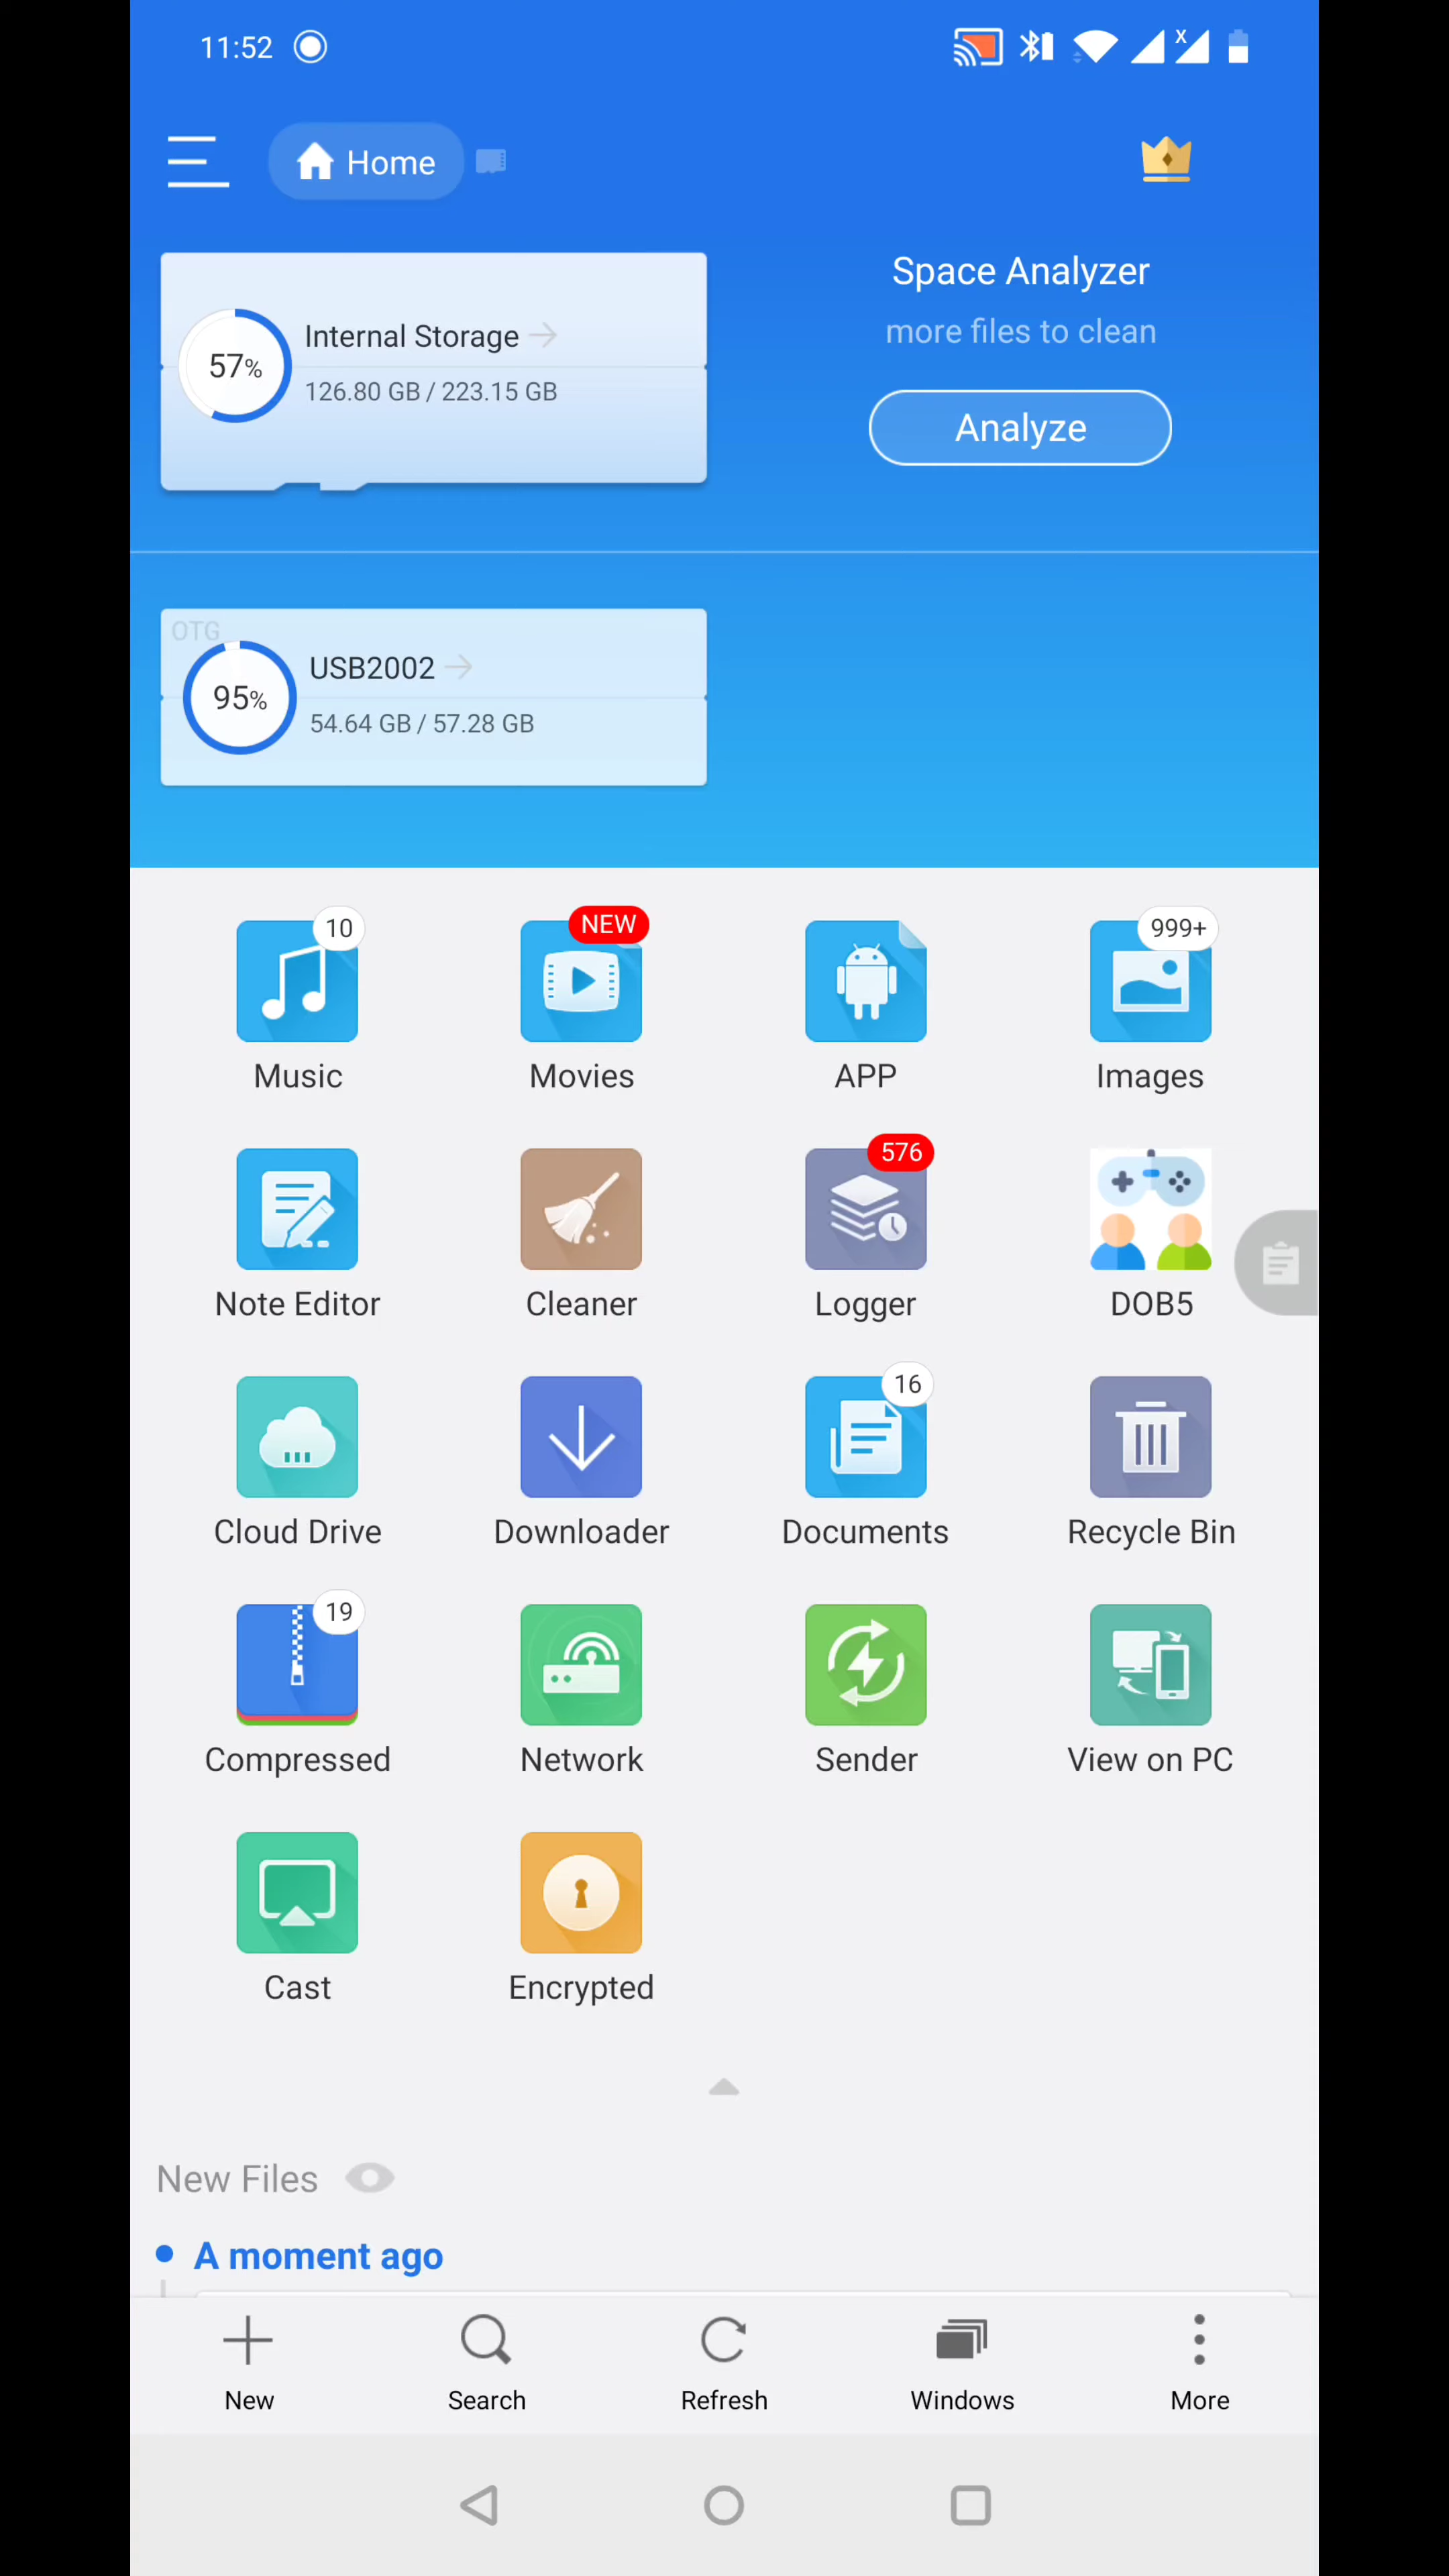 11:52
Home
Space Analyzer
more files to clean
Analyze
57%
Internal Storage
126.80 GB / 223.15 GB
OTG
95%
USB2002
54.64 GB / 57.28 GB
10
NEW
999+
Music
Movies
APP
Images
576
Note Editor
Cleaner
Logger
DOB5
16
Cloud Drive
Downloader
Documents
Recycle Bin
19
Compressed
Network
Sender
View on PC
Cast
Encrypted
New Files
A moment ago
New
Search
Refresh
Windows
More